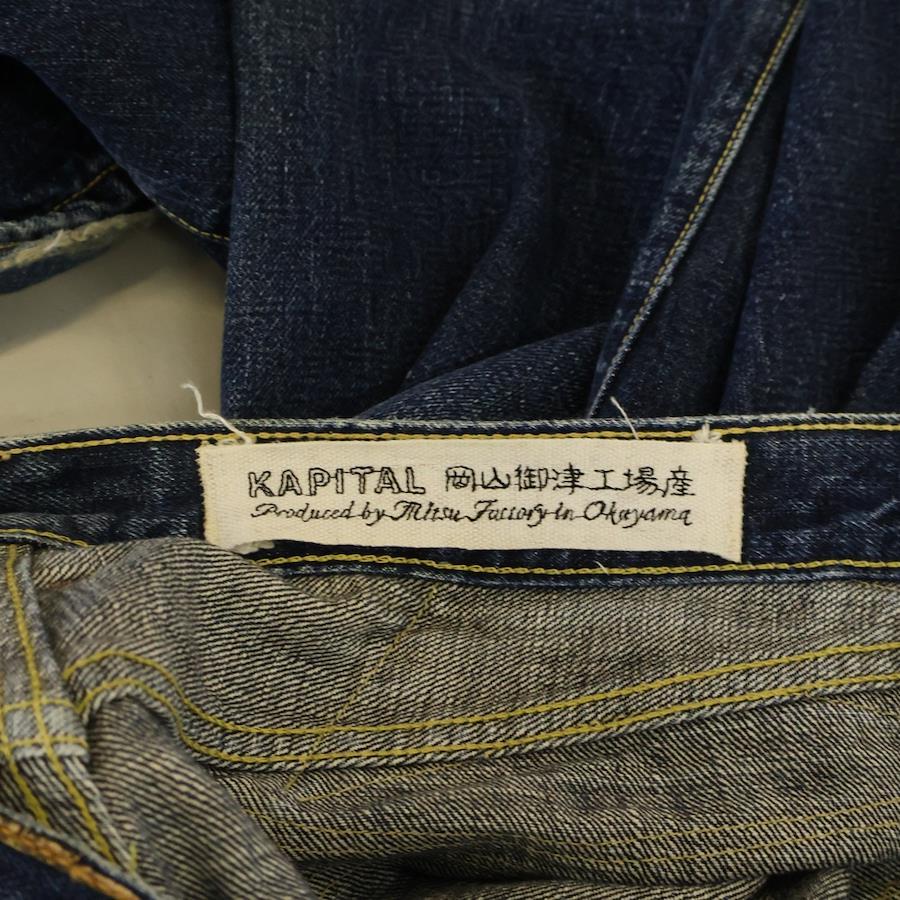 KAPITAL 岡山御津工場産
Produced by Mitsu Factory in Okayama